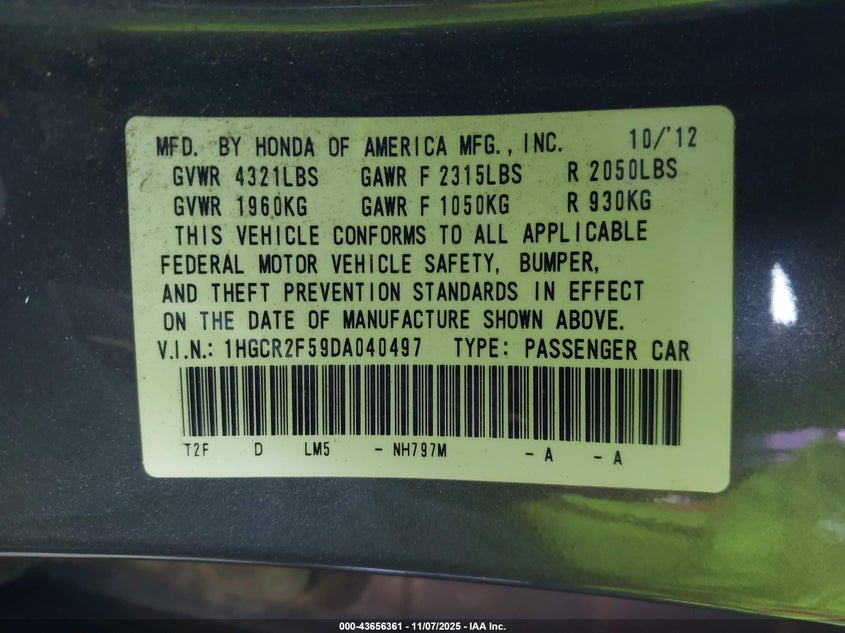 MFD. BY HONDA OF AMERICA MFG., INC. 10/'12
GVWR 4321LBS GAWR F 2315LBS R 2050LBS
GVWR 1960KG GAWR F 1050KG R 930KG
THIS VEHICLE CONFORMS TO ALL APPLICABLE
FEDERAL MOTOR VEHICLE SAFETY, BUMPER,
AND THEFT PREVENTION STANDARDS IN EFFECT
ON THE DATE OF MANUFACTURE SHOWN ABOVE.
V.I.N.: 1HGCR2F59DA040497 TYPE: PASSENGER CAR
T2F D LM5 - NH797M - A - A
000-43656361 - 11/07/2025 - IAA Inc.